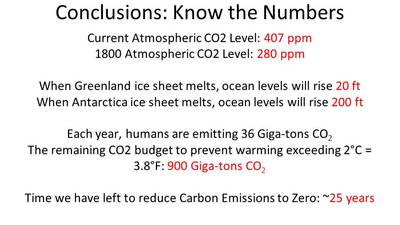 Conclusions: Know the Numbers
Current Atmospheric CO2 Level: 407 ppm
1800 Atmospheric CO2 Level: 280 ppm
When Greenland ice sheet melts, ocean levels will rise 20 ft
When Antarctica ice sheet melts, ocean levels will rise 200 ft
Each year, humans are emitting 36 Giga-tons CO₂
The remaining CO2 budget to prevent warming exceeding 2°C =
3.8°F: 900 Giga-tons CO₂
Time we have left to reduce Carbon Emissions to Zero: ~25 years